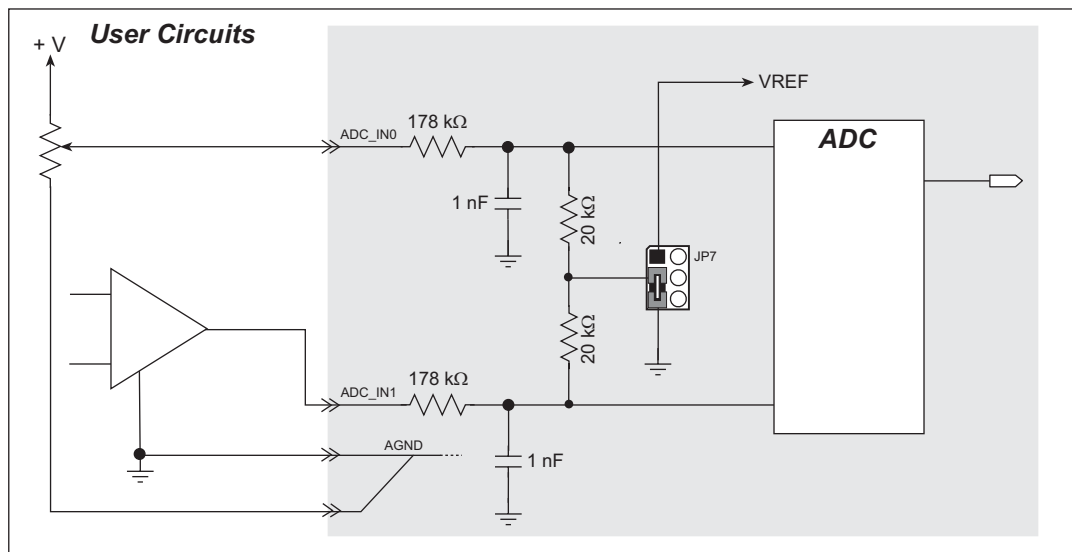 User Circuits
+ V
VREF
ADC_IN0
178 kΩ
ADC
1 nF
20 kΩ
JP7
20 kΩ
178 kΩ
ADC_IN1
AGND
1 nF